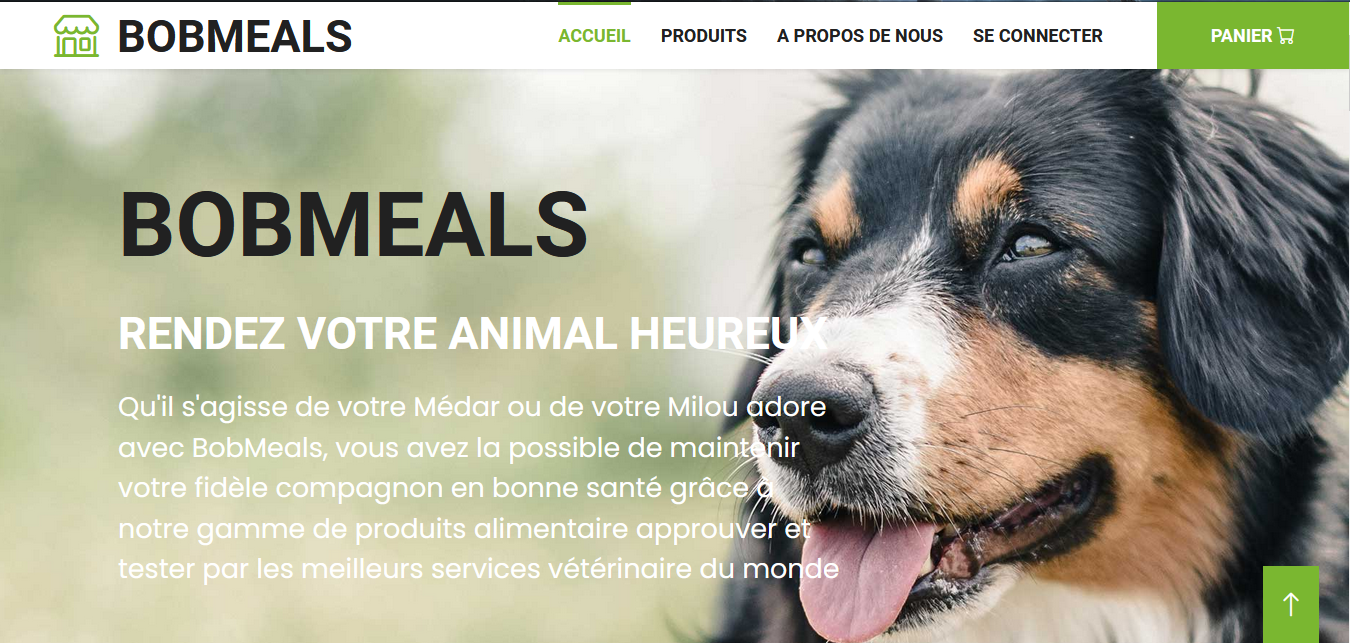 BOBMEALS
ACCUEIL PRODUITS A PROPOS DE NOUS SE CONNECTER PANIER
BOBMEALS
RENDEZ VOTRE ANIMAL HEUREUX
Qu'il s'agisse de votre Médar ou de votre Milou adore
avec BobMeals, vous avez la possible de maintenir
votre fidèle compagnon en bonne santé grâce à
notre gamme de produits alimentaire approuver et
tester par les meilleurs services vétérinaire du monde